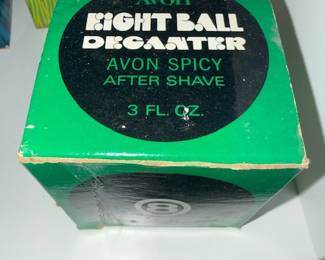 AVON
EIGHT BALL
DECANTER
AVON SPICY
AFTER SHAVE
3 FL. OZ.
8